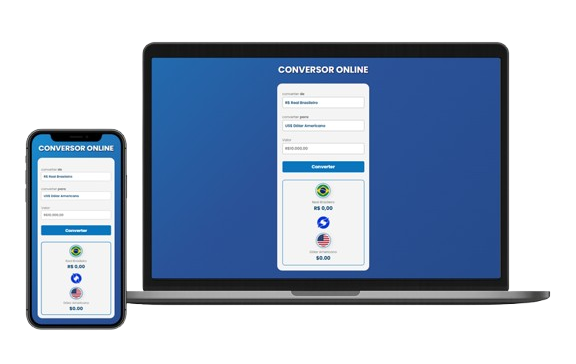 CONVERSOR ONLINE
converter de
R$ Real Brasileiro
converter para
US$ Dólar Americano
Valor
R$10.000,00
Converter
Real Brasileiro
R$ 0,00
Dólar Americano
$0.00
CONVERSOR ONLINE
converter de
R$ Real Brasileiro
converter para
US$ Dólar Americano
Valor
R$10.000,00
Converter
Real Brasileiro
R$ 0,00
Dólar Americano
$0.00